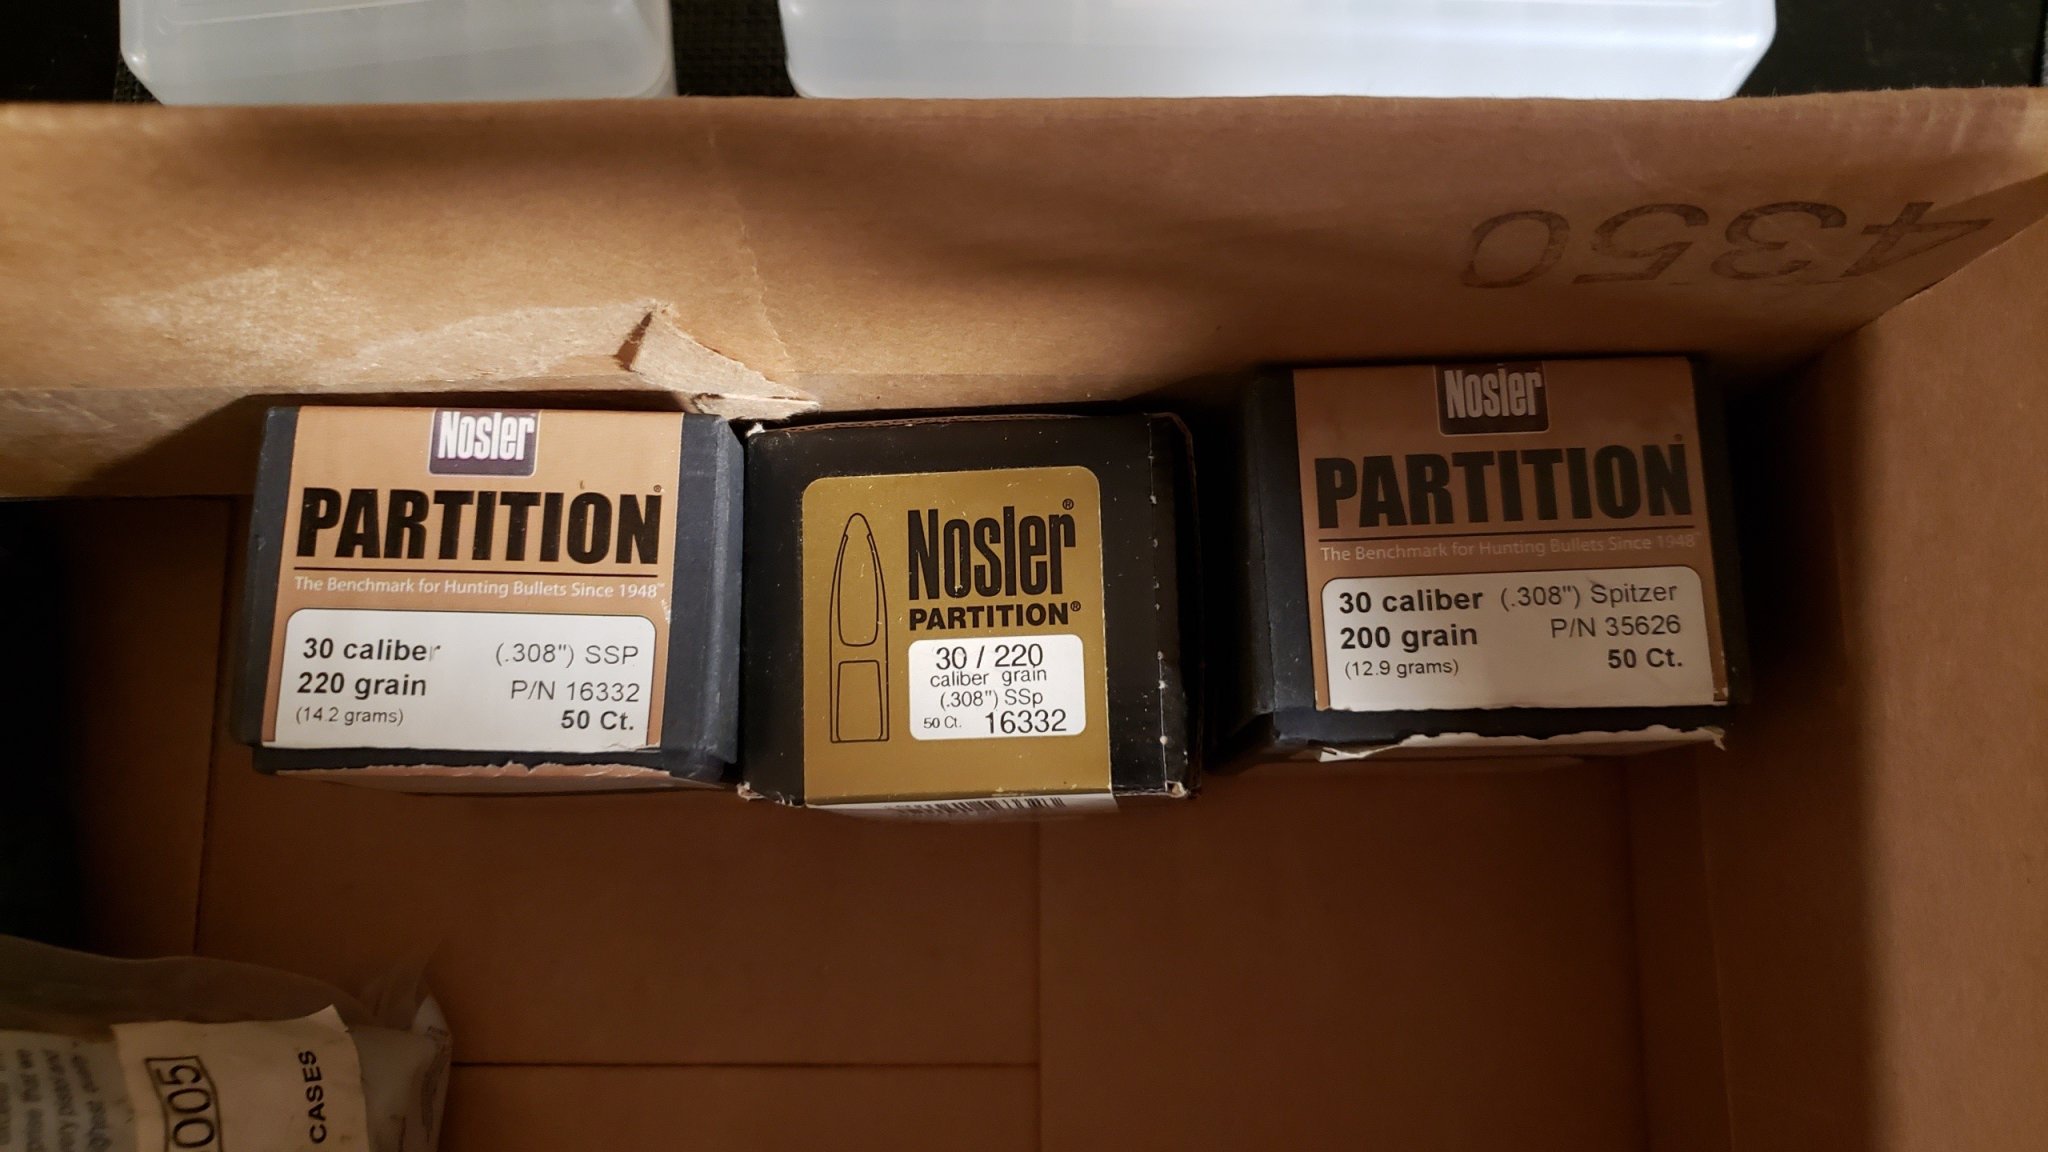 4350
Nosler
PARTITION®
The Benchmark for Hunting Bullets Since 1948™
30 caliber (.308") SSP
220 grain P/N 16332
(14.2 grams) 50 Ct.
Nosler®
PARTITION®
30 / 220
caliber grain
(.308") SSp
50 Ct. 16332
Nosler
PARTITION®
The Benchmark for Hunting Bullets Since 1948™
30 caliber (.308") Spitzer
200 grain P/N 35626
(12.9 grams) 50 Ct.
005
CASES